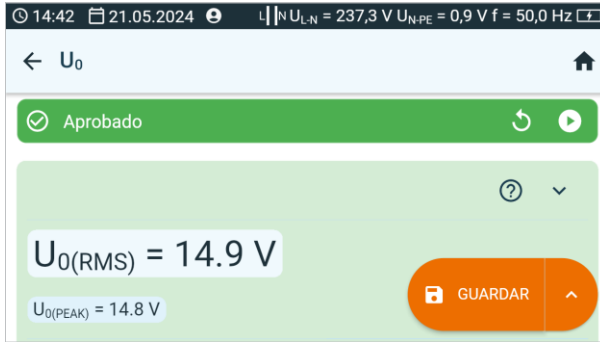 14:42 21.05.2024 L N U L-N = 237,3 V U N-PE = 0,9 V f = 50,0 Hz
U₀
Aprobado
U0(RMS) = 14.9 V
GUARDAR
U0(PEAK) = 14.8 V